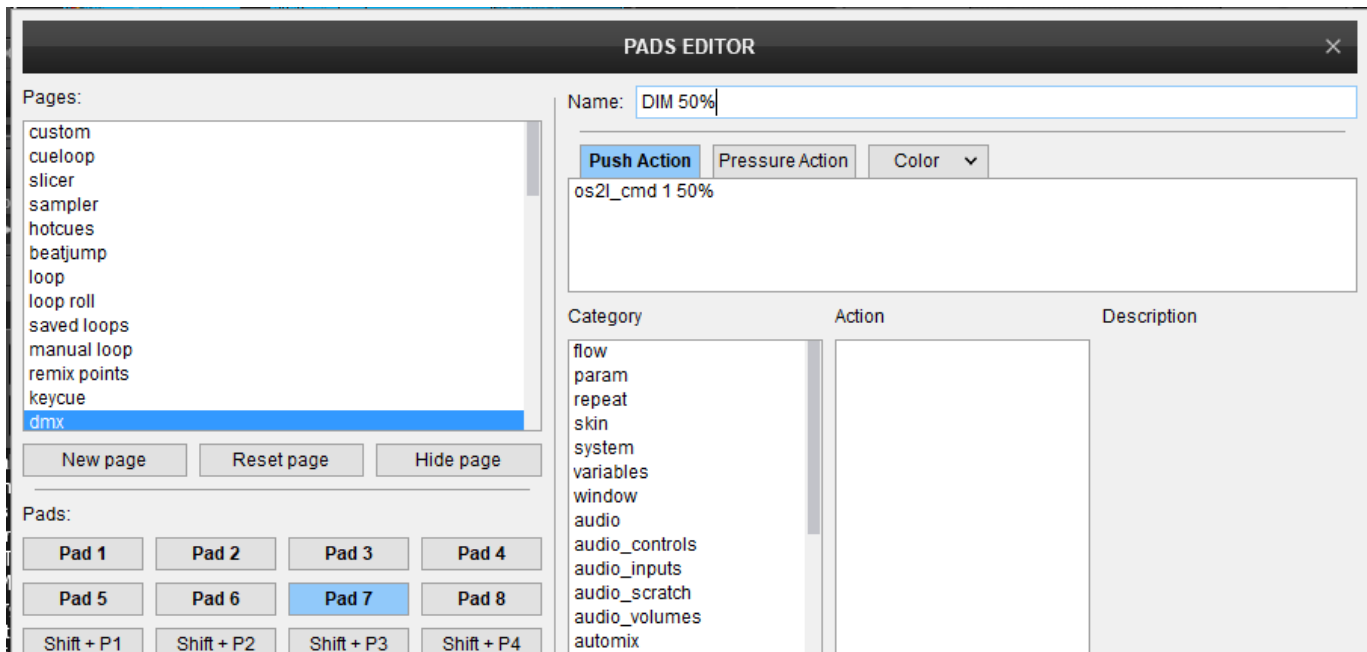 PADS EDITOR
Pages:
custom
cueloop
slicer
sampler
hotcues
beatjump
loop
loop roll
saved loops
manual loop
remix points
keycue
dmx
New page Reset page Hide page
Pads:
Pad 1 Pad 2 Pad 3 Pad 4
Pad 5 Pad 6 Pad 7 Pad 8
Shift + P1 Shift + P2 Shift + P3 Shift + P4
Name: DIM 50%
Push Action Pressure Action Color
os2l_cmd 1 50%
Category Action Description
flow
param
repeat
skin
system
variables
window
audio
audio_controls
audio_inputs
audio_scratch
audio_volumes
automix